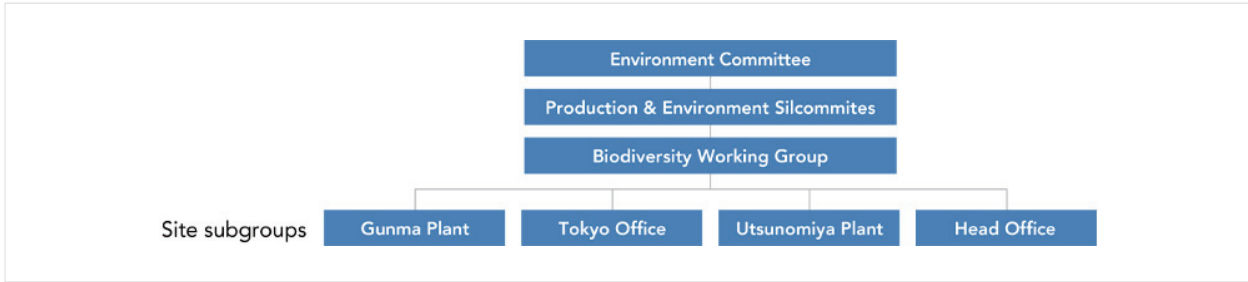 Environment Committee
Production & Environment Silcommites
Biodiversity Working Group
Site subgroups Gunma Plant Tokyo Office Utsunomiya Plant Head Office